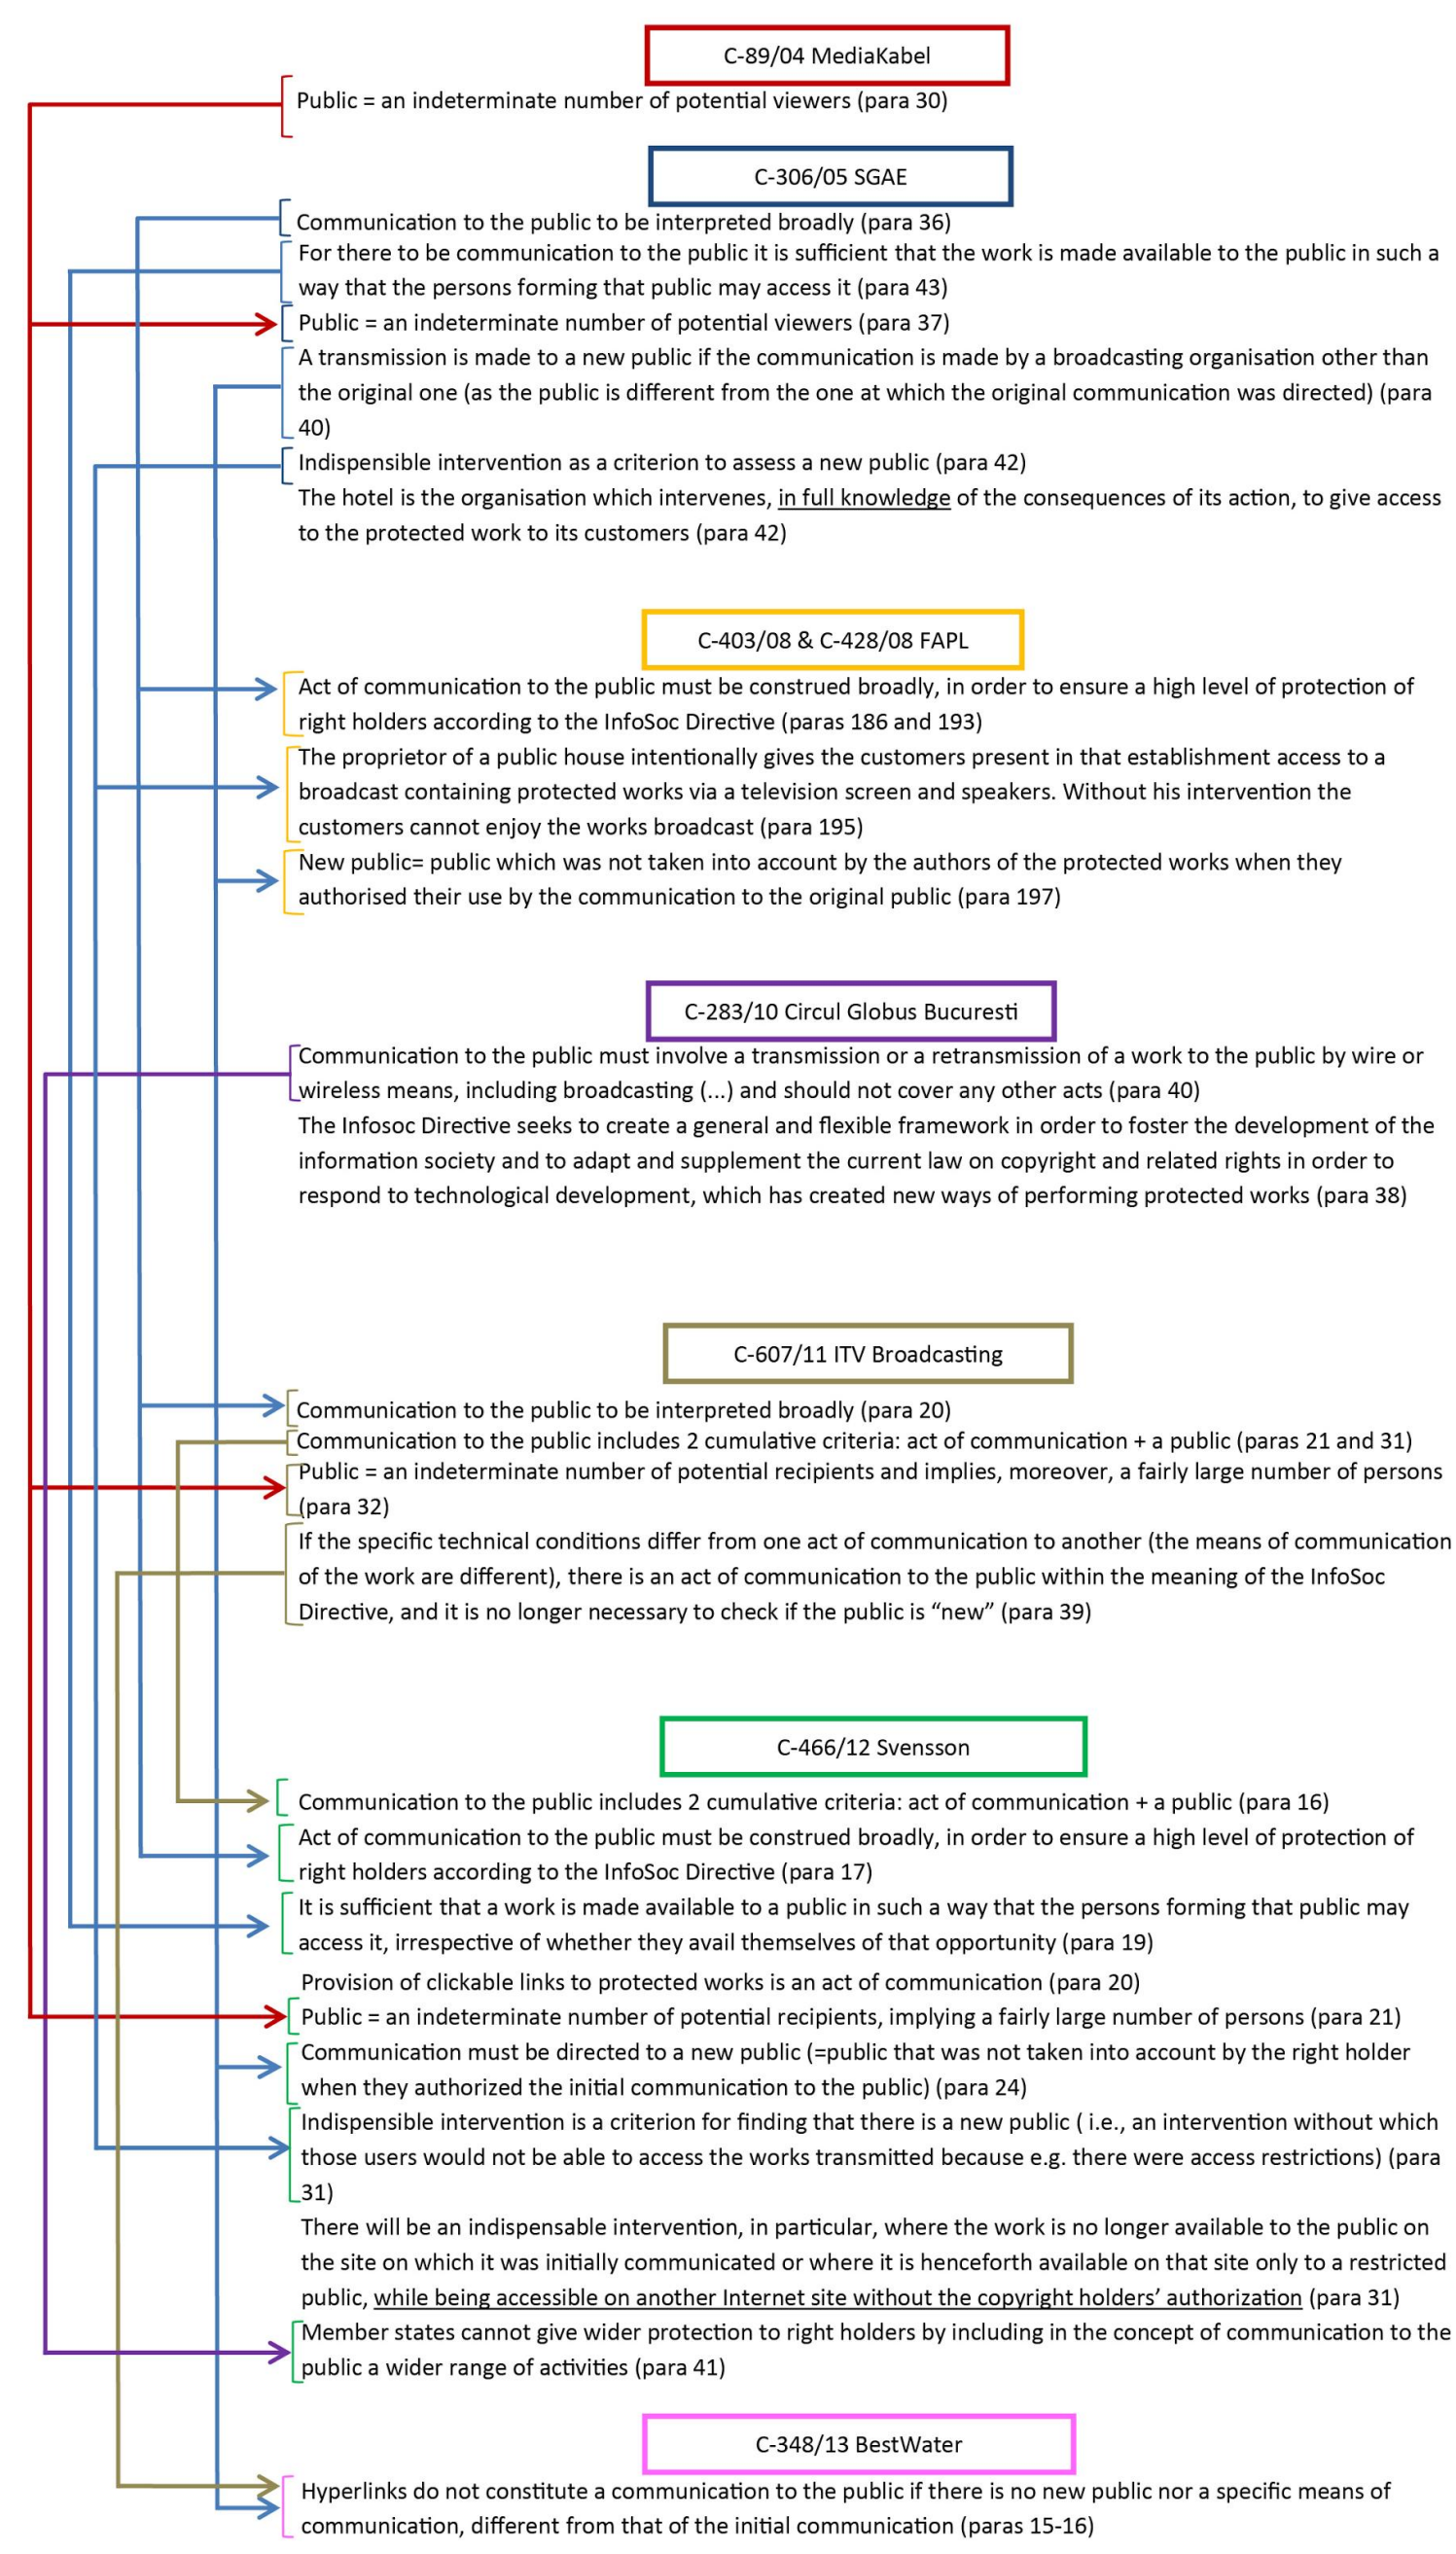 C-89/04 MediaKabel
Public = an indeterminate number of potential viewers (para 30)
C-306/05 SGAE
Communication to the public to be interpreted broadly (para 36)
For there to be communication to the public it is sufficient that the work is made available to the public in such a
way that the persons forming that public may access it (para 43)
Public = an indeterminate number of potential viewers (para 37)
A transmission is made to a new public if the communication is made by a broadcasting organisation other than
the original one (as the public is different from the one at which the original communication was directed) (para
40)
Indispensible intervention as a criterion to assess a new public (para 42)
The hotel is the organisation which intervenes, in full knowledge of the consequences of its action, to give access
to the protected work to its customers (para 42)
C-403/08 & C-428/08 FAPL
Act of communication to the public must be construed broadly, in order to ensure a high level of protection of
right holders according to the InfoSoc Directive (paras 186 and 193)
The proprietor of a public house intentionally gives the customers present in that establishment access to a
broadcast containing protected works via a television screen and speakers. Without his intervention the
customers cannot enjoy the works broadcast (para 195)
New public= public which was not taken into account by the authors of the protected works when they
authorised their use by the communication to the original public (para 197)
C-283/10 Circul Globus Bucuresti
Communication to the public must involve a transmission or a retransmission of a work to the public by wire or
wireless means, including broadcasting (...) and should not cover any other acts (para 40)
The Infosoc Directive seeks to create a general and flexible framework in order to foster the development of the
information society and to adapt and supplement the current law on copyright and related rights in order to
respond to technological development, which has created new ways of performing protected works (para 38)
C-607/11 ITV Broadcasting
Communication to the public to be interpreted broadly (para 20)
Communication to the public includes 2 cumulative criteria: act of communication + a public (paras 21 and 31)
Public = an indeterminate number of potential recipients and implies, moreover, a fairly large number of persons
(para 32)
If the specific technical conditions differ from one act of communication to another (the means of communication
of the work are different), there is an act of communication to the public within the meaning of the InfoSoc
Directive, and it is no longer necessary to check if the public is “new” (para 39)
C-466/12 Svensson
Communication to the public includes 2 cumulative criteria: act of communication + a public (para 16)
Act of communication to the public must be construed broadly, in order to ensure a high level of protection of
right holders according to the InfoSoc Directive (para 17)
It is sufficient that a work is made available to a public in such a way that the persons forming that public may
access it, irrespective of whether they avail themselves of that opportunity (para 19)
Provision of clickable links to protected works is an act of communication (para 20)
Public = an indeterminate number of potential recipients, implying a fairly large number of persons (para 21)
Communication must be directed to a new public (=public that was not taken into account by the right holder
when they authorized the initial communication to the public) (para 24)
Indispensible intervention is a criterion for finding that there is a new public ( i.e., an intervention without which
those users would not be able to access the works transmitted because e.g. there were access restrictions) (para
31)
There will be an indispensable intervention, in particular, where the work is no longer available to the public on
the site on which it was initially communicated or where it is henceforth available on that site only to a restricted
public, while being accessible on another Internet site without the copyright holders’ authorization (para 31)
Member states cannot give wider protection to right holders by including in the concept of communication to the
public a wider range of activities (para 41)
C-348/13 BestWater
Hyperlinks do not constitute a communication to the public if there is no new public nor a specific means of
communication, different from that of the initial communication (paras 15-16)